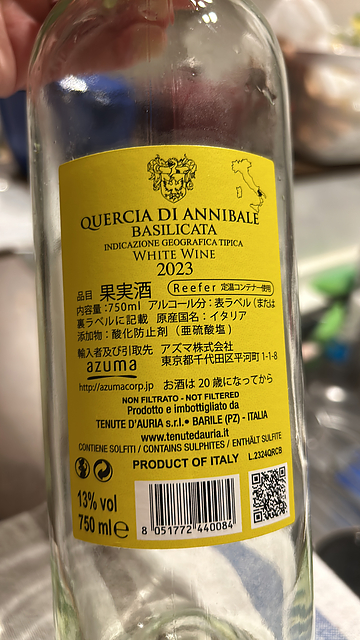 QUERCIA DI ANNIBALE
BASILICATA
INDICAZIONE GEOGRAFICA TIPICA
WHITE WINE
2023
品目 果実酒 Reefer 定温コンテナー使用
内容量:750ml アルコール分:表ラベル(または
裏ラベルに記載 原産国名:イタリア
添加物:酸化防止剤(亜硫酸塩)
輸入者及び引取先 アズマ株式会社
azuma 東京都千代田区平河町1-1-8
http://azumacorp.jp お酒は20歳になってから
NON FILTRATO - NOT FILTERED
Prodotto e imbottigliato da
TENUTE D'AURIA s.r.l. • BARILE (PZ) - ITALIA
www.tenutedauria.it
CONTIENE SOLFITI / CONTAINS SULPHITES / ENTHÄLT SULFITE
PRODUCT OF ITALY L.2324QRCB
13% vol
750 ml e
8 051772 440084